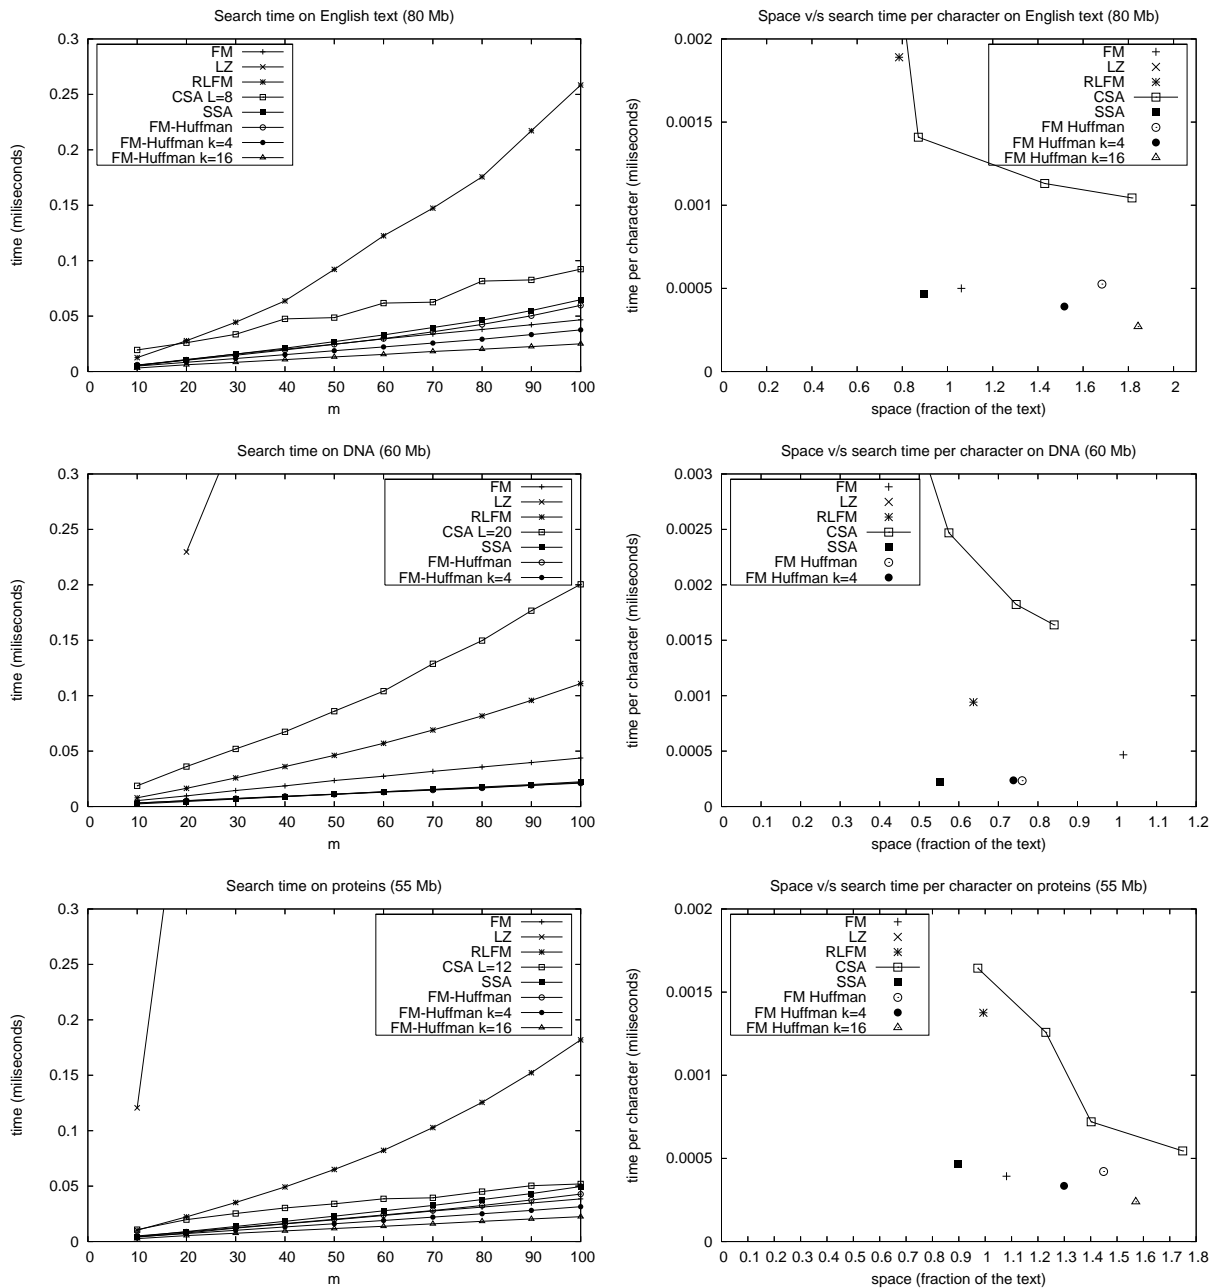 Search time on English text (80 Mb)
0.3
0.25
0.2
0.15
0.1
0.05
0
0 10 20 30 40 50 60 70 80 90 100
time (miliseconds)
m
FM
LZ
RLFM
CSA L=8
SSA
FM-Huffman
FM-Huffman k=4
FM-Huffman k=16
Space v/s search time per character on English text (80 Mb)
0.002
0.0015
0.001
0.0005
0
0 0.2 0.4 0.6 0.8 1 1.2 1.4 1.6 1.8 2
time per character (miliseconds)
space (fraction of the text)
FM
LZ
RLFM
CSA
SSA
FM Huffman
FM Huffman k=4
FM Huffman k=16
Search time on DNA (60 Mb)
0.3
0.25
0.2
0.15
0.1
0.05
0
0 10 20 30 40 50 60 70 80 90 100
time (miliseconds)
m
FM
LZ
RLFM
CSA L=20
SSA
FM-Huffman
FM-Huffman k=4
Space v/s search time per character on DNA (60 Mb)
0.003
0.0025
0.002
0.0015
0.001
0.0005
0
0 0.1 0.2 0.3 0.4 0.5 0.6 0.7 0.8 0.9 1 1.1 1.2
time per character (miliseconds)
space (fraction of the text)
FM
LZ
RLFM
CSA
SSA
FM Huffman
FM Huffman k=4
Search time on proteins (55 Mb)
0.3
0.25
0.2
0.15
0.1
0.05
0
0 10 20 30 40 50 60 70 80 90 100
time (miliseconds)
m
FM
LZ
RLFM
CSA L=12
SSA
FM-Huffman
FM-Huffman k=4
FM-Huffman k=16
Space v/s search time per character on proteins (55 Mb)
0.002
0.0015
0.001
0.0005
0
0 0.1 0.2 0.3 0.4 0.5 0.6 0.7 0.8 0.9 1 1.1 1.2 1.3 1.4 1.5 1.6 1.7 1.8
time per character (miliseconds)
space (fraction of the text)
FM
LZ
RLFM
CSA
SSA
FM Huffman
FM Huffman k=4
FM Huffman k=16